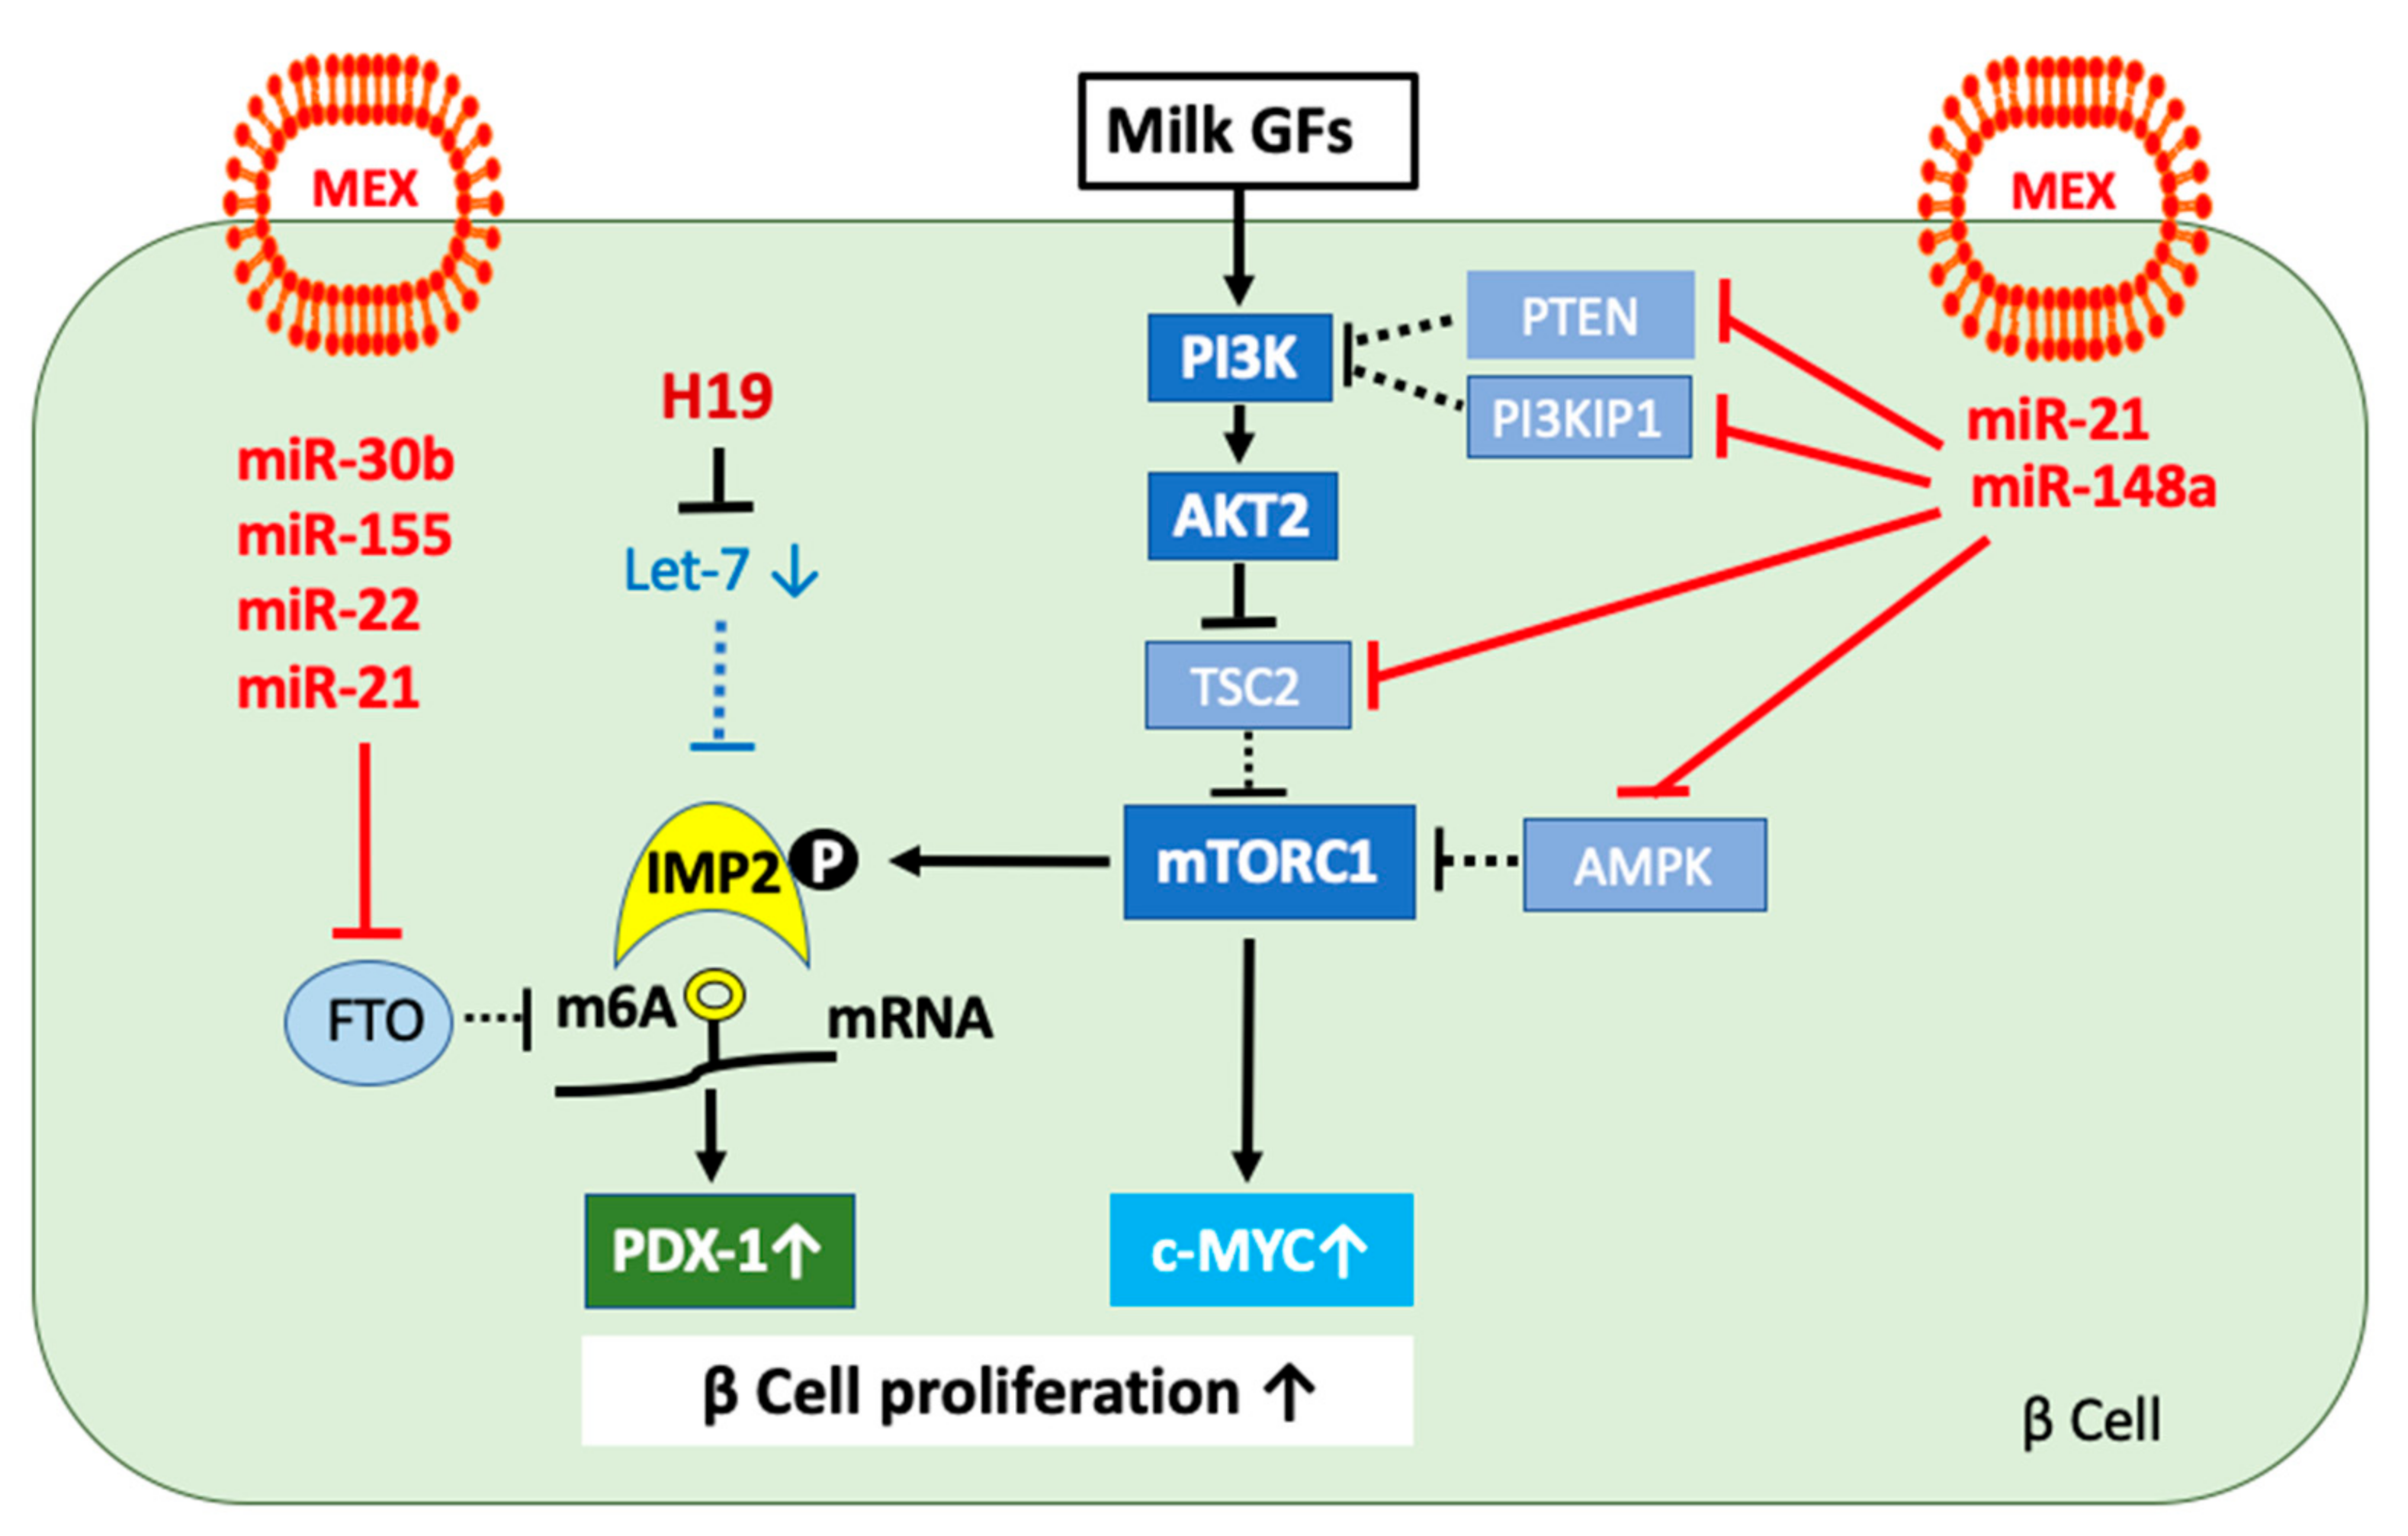 MEX
Milk GFs
MEX
PTEN
PI3K
H19
PI3KIP1
miR-21
miR-30b
miR-148a
AKT2
miR-155
Let-7 ↓
miR-22
miR-21
TSC2
IMP2
P
mTORC1
AMPK
FTO
m6A
mRNA
PDX-1↑
c-MYC↑
β Cell proliferation ↑
β Cell